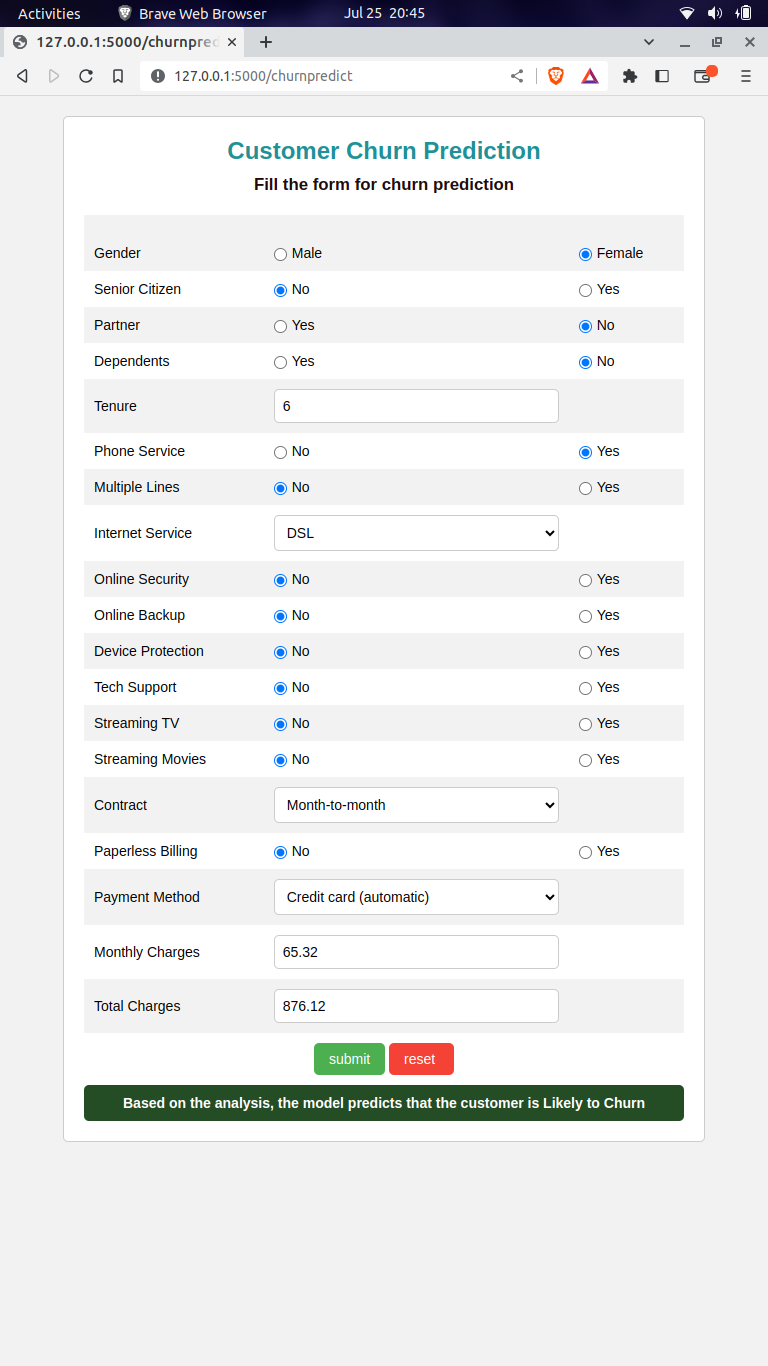 Activities Brave Web Browser Jul 25 20:45
127.0.0.1:5000/churnpred
127.0.0.1:5000/churnpredict
Customer Churn Prediction
Fill the form for churn prediction
Gender Male Female
Senior Citizen No Yes
Partner Yes No
Dependents Yes No
Tenure 6
Phone Service No Yes
Multiple Lines No Yes
Internet Service DSL
Online Security No Yes
Online Backup No Yes
Device Protection No Yes
Tech Support No Yes
Streaming TV No Yes
Streaming Movies No Yes
Contract Month-to-month
Paperless Billing No Yes
Payment Method Credit card (automatic)
Monthly Charges 65.32
Total Charges 876.12
submit reset
Based on the analysis, the model predicts that the customer is Likely to Churn